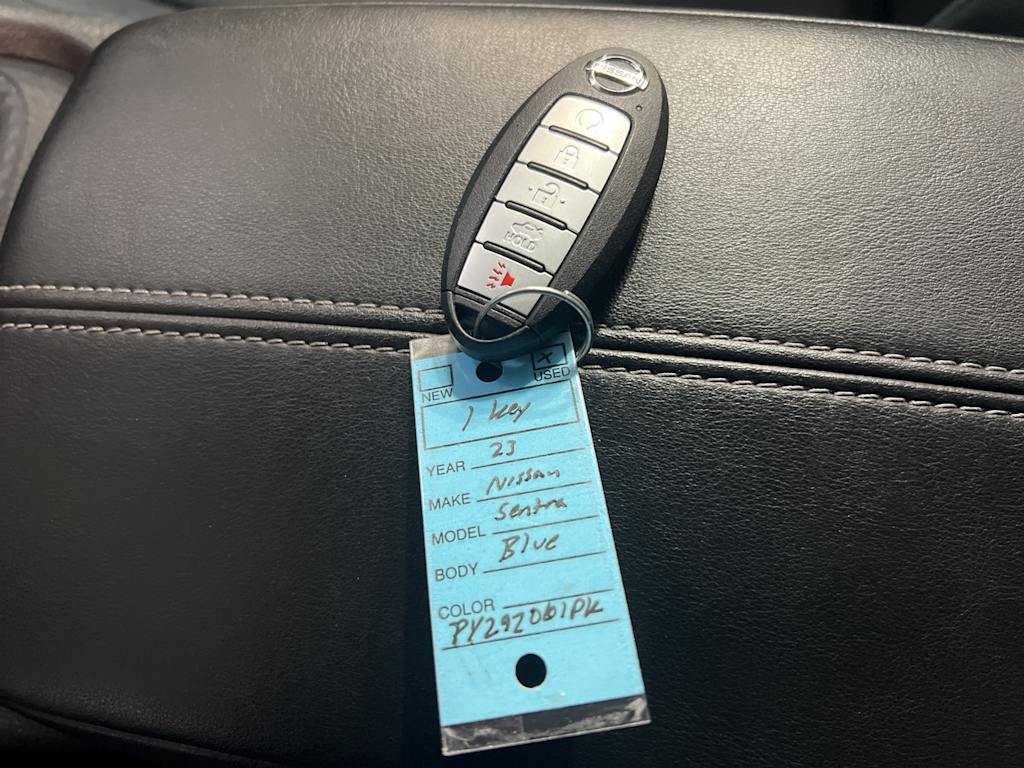 NISSAN
HOLD
X
NEW USED
1 key
YEAR 23
MAKE Nissan
MODEL Sentra
BODY Blue
COLOR
PY292061PK